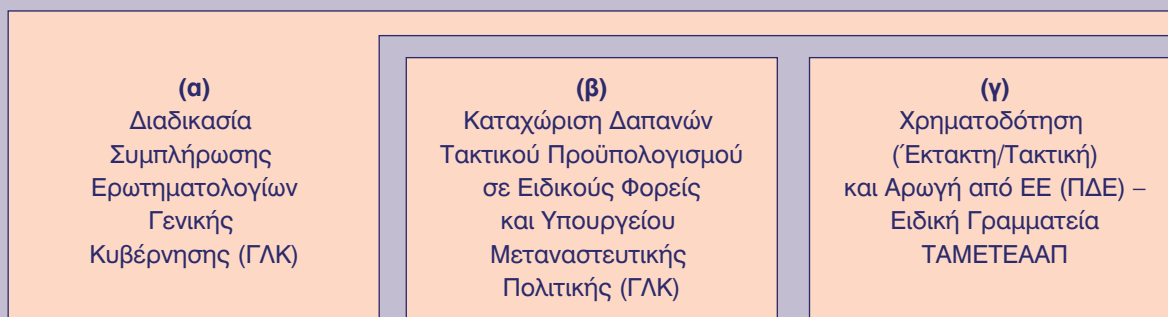 (α)
Διαδικασία
Συμπλήρωσης
Ερωτηματολογίων
Γενικής
Κυβέρνησης (ΓΛΚ)
(β)
Καταχώριση Δαπανών
Τακτικού Προϋπολογισμού
σε Ειδικούς Φορείς
και Υπουργείου
Μεταναστευτικής
Πολιτικής (ΓΛΚ)
(γ)
Χρηματοδότηση
(Έκτακτη/Τακτική)
και Αρωγή από ΕΕ (ΠΔΕ) –
Ειδική Γραμματεία
ΤΑΜΕΤΕΑΑΠ